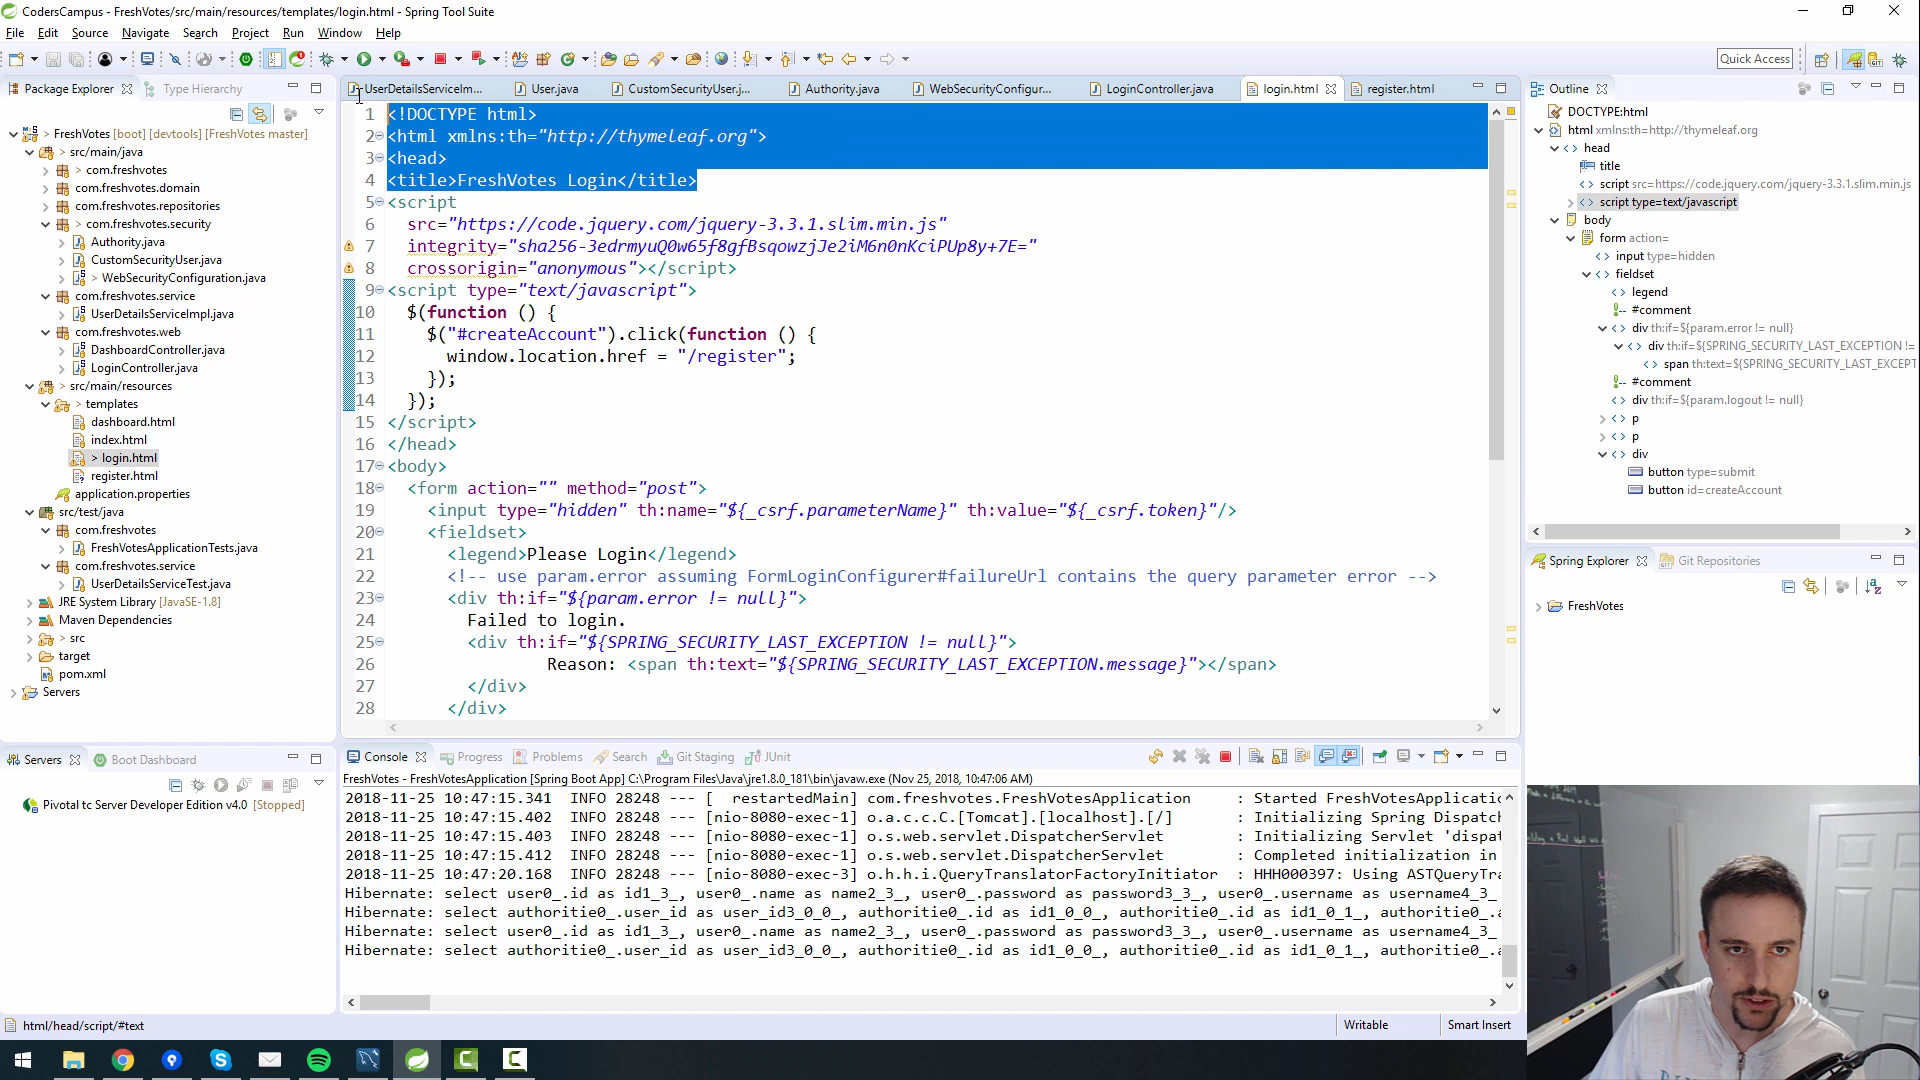 CodersCampus - FreshVotes/src/main/resources/templates/login.html - Spring Tool Suite
File Edit Source Navigate Search Project Run Window Help
Quick Access
Package Explorer
Type Hierarchy
FreshVotes [boot] [devtools] [FreshVotes master]
> src/main/java
> com.freshvotes
com.freshvotes.domain
com.freshvotes.repositories
> com.freshvotes.security
Authority.java
CustomSecurityUser.java
> WebSecurityConfiguration.java
com.freshvotes.service
UserDetailsServiceImpl.java
com.freshvotes.web
DashboardController.java
LoginController.java
> src/main/resources
> templates
dashboard.html
index.html
> login.html
register.html
application.properties
src/test/java
com.freshvotes
FreshVotesApplicationTests.java
com.freshvotes.service
UserDetailsServiceTest.java
JRE System Library [JavaSE-1.8]
Maven Dependencies
> src
target
pom.xml
Servers
UserDetailsServiceIm...
User.java
CustomSecurityUser.j...
Authority.java
WebSecurityConfigur...
LoginController.java
login.html
register.html
1 <!DOCTYPE html>
2 <html xmlns:th="http://thymeleaf.org">
3 <head>
4 <title>FreshVotes Login</title>
5 <script
6 src="https://code.jquery.com/jquery-3.3.1.slim.min.js"
7 integrity="sha256-3edrmyuQ0w65f8gfBsqowzjJe2iM6n0nKciPUp8y+7E="
8 crossorigin="anonymous"></script>
9 <script type="text/javascript">
10 $(function () {
11 $("#createAccount").click(function () {
12 window.location.href = "/register";
13 });
14 });
15 </script>
16 </head>
17 <body>
18 <form action="" method="post">
19 <input type="hidden" th:name="${_csrf.parameterName}" th:value="${_csrf.token}"/>
20 <fieldset>
21 <legend>Please Login</legend>
22 <!-- use param.error assuming FormLoginConfigurer#failureUrl contains the query parameter error -->
23 <div th:if="${param.error != null}">
24 Failed to login.
25 <div th:if="${SPRING_SECURITY_LAST_EXCEPTION != null}">
26 Reason: <span th:text="${SPRING_SECURITY_LAST_EXCEPTION.message}"></span>
27 </div>
28 </div>
Outline
DOCTYPE:html
html xmlns:th=http://thymeleaf.org
head
title
script src=https://code.jquery.com/jquery-3.3.1.slim.min.js
script type=text/javascript
body
form action=
input type=hidden
fieldset
legend
#comment
div th:if=${param.error != null}
div th:if=${SPRING_SECURITY_LAST_EXCEPTION !=
span th:text=${SPRING_SECURITY_LAST_EXCEPT
#comment
div th:if=${param.logout != null}
p
p
div
button type=submit
button id=createAccount
Spring Explorer
Git Repositories
FreshVotes
Servers
Boot Dashboard
Pivotal tc Server Developer Edition v4.0 [Stopped]
Console
Progress
Problems
Search
Git Staging
JUnit
FreshVotes - FreshVotesApplication [Spring Boot App] C:\Program Files\Java\jre1.8.0_181\bin\javaw.exe (Nov 25, 2018, 10:47:06 AM)
2018-11-25 10:47:15.341 INFO 28248 --- [ restartedMain] com.freshvotes.FreshVotesApplication : Started FreshVotesApplicatio
2018-11-25 10:47:15.402 INFO 28248 --- [nio-8080-exec-1] o.a.c.c.C.[Tomcat].[localhost].[/] : Initializing Spring Dispatc
2018-11-25 10:47:15.403 INFO 28248 --- [nio-8080-exec-1] o.s.web.servlet.DispatcherServlet : Initializing Servlet 'dispat
2018-11-25 10:47:15.412 INFO 28248 --- [nio-8080-exec-1] o.s.web.servlet.DispatcherServlet : Completed initialization in
2018-11-25 10:47:20.168 INFO 28248 --- [nio-8080-exec-3] o.h.h.i.QueryTranslatorFactoryInitiator : HHH000397: Using ASTQueryTra
Hibernate: select user0_.id as id1_3_, user0_.name as name2_3_, user0_.password as password3_3_, user0_.username as username4_3_
Hibernate: select authoritie0_.user_id as user_id3_0_0_, authoritie0_.id as id1_0_0_, authoritie0_.id as id1_0_1_, authoritie0_.a
Hibernate: select user0_.id as id1_3_, user0_.name as name2_3_, user0_.password as password3_3_, user0_.username as username4_3_
Hibernate: select authoritie0_.user_id as user_id3_0_0_, authoritie0_.id as id1_0_0_, authoritie0_.id as id1_0_1_, authoritie0_.a
html/head/script/#text
Writable
Smart Insert